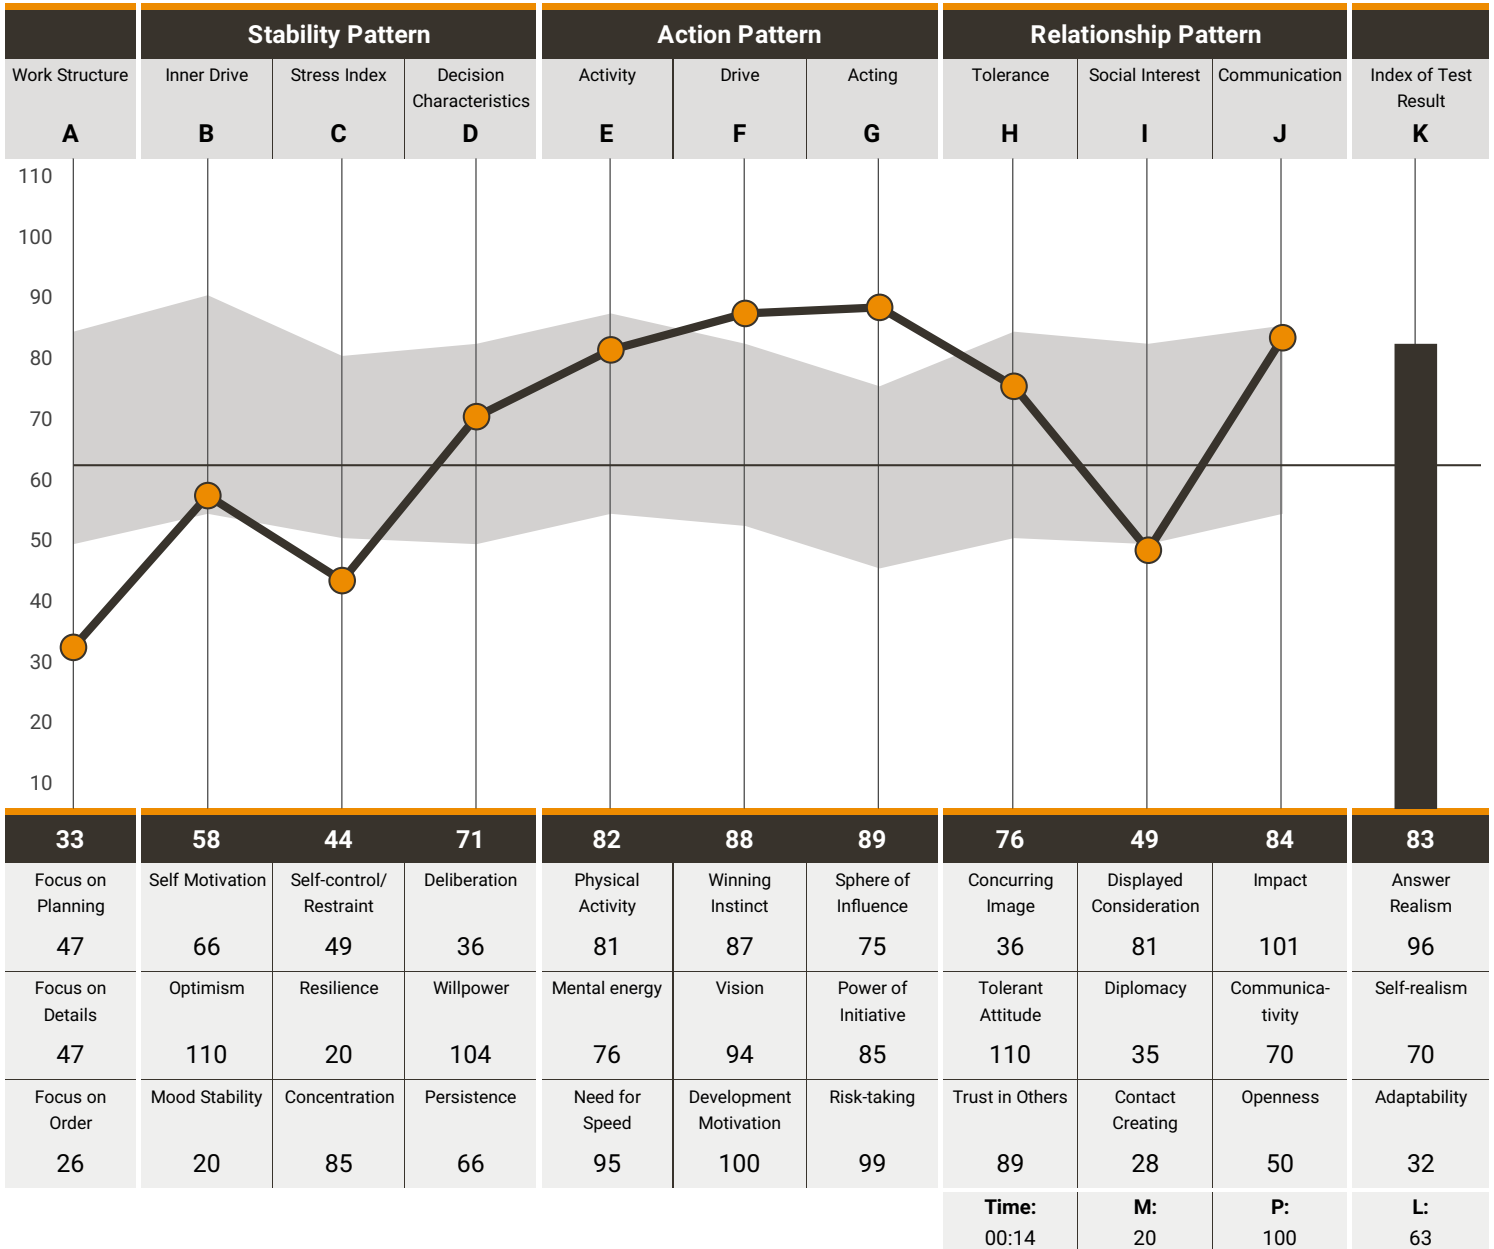 Stability Pattern Action Pattern Relationship Pattern
Work Structure Inner Drive Stress Index Decision Activity Drive Acting Tolerance Social Interest Communication Index of Test
Characteristics Result
A B C D E F G H I J K
110
100
90
80
70
60
50
40
30
20
10
33 58 44 71 82 88 89 76 49 84 83
Focus on Self Motivation Self-control/ Deliberation Physical Winning Sphere of Concurring Displayed Impact Answer
Planning Restraint Activity Instinct Influence Image Consideration Realism
47 66 49 36 81 87 75 36 81 101 96
Focus on Optimism Resilience Willpower Mental energy Vision Power of Tolerant Diplomacy Communica- Self-realism
Details Initiative Attitude tivity
47 110 20 104 76 94 85 110 35 70 70
Focus on Mood Stability Concentration Persistence Need for Development Risk-taking Trust in Others Contact Openness Adaptability
Order Speed Motivation Creating
26 20 85 66 95 100 99 89 28 50 32
Time: M: P: L:
00:14 20 100 63